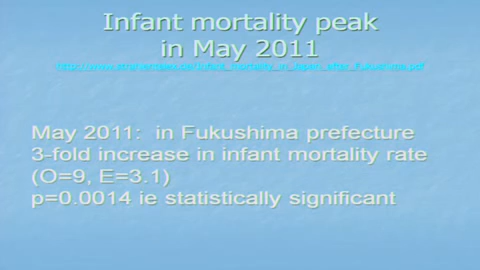 Infant mortality peak
in May 2011
May 2011:  in Fukushima prefecture
3-fold increase in infant mortality rate
(O=9, E=3.1)
p=0.0014 ie statistically significant